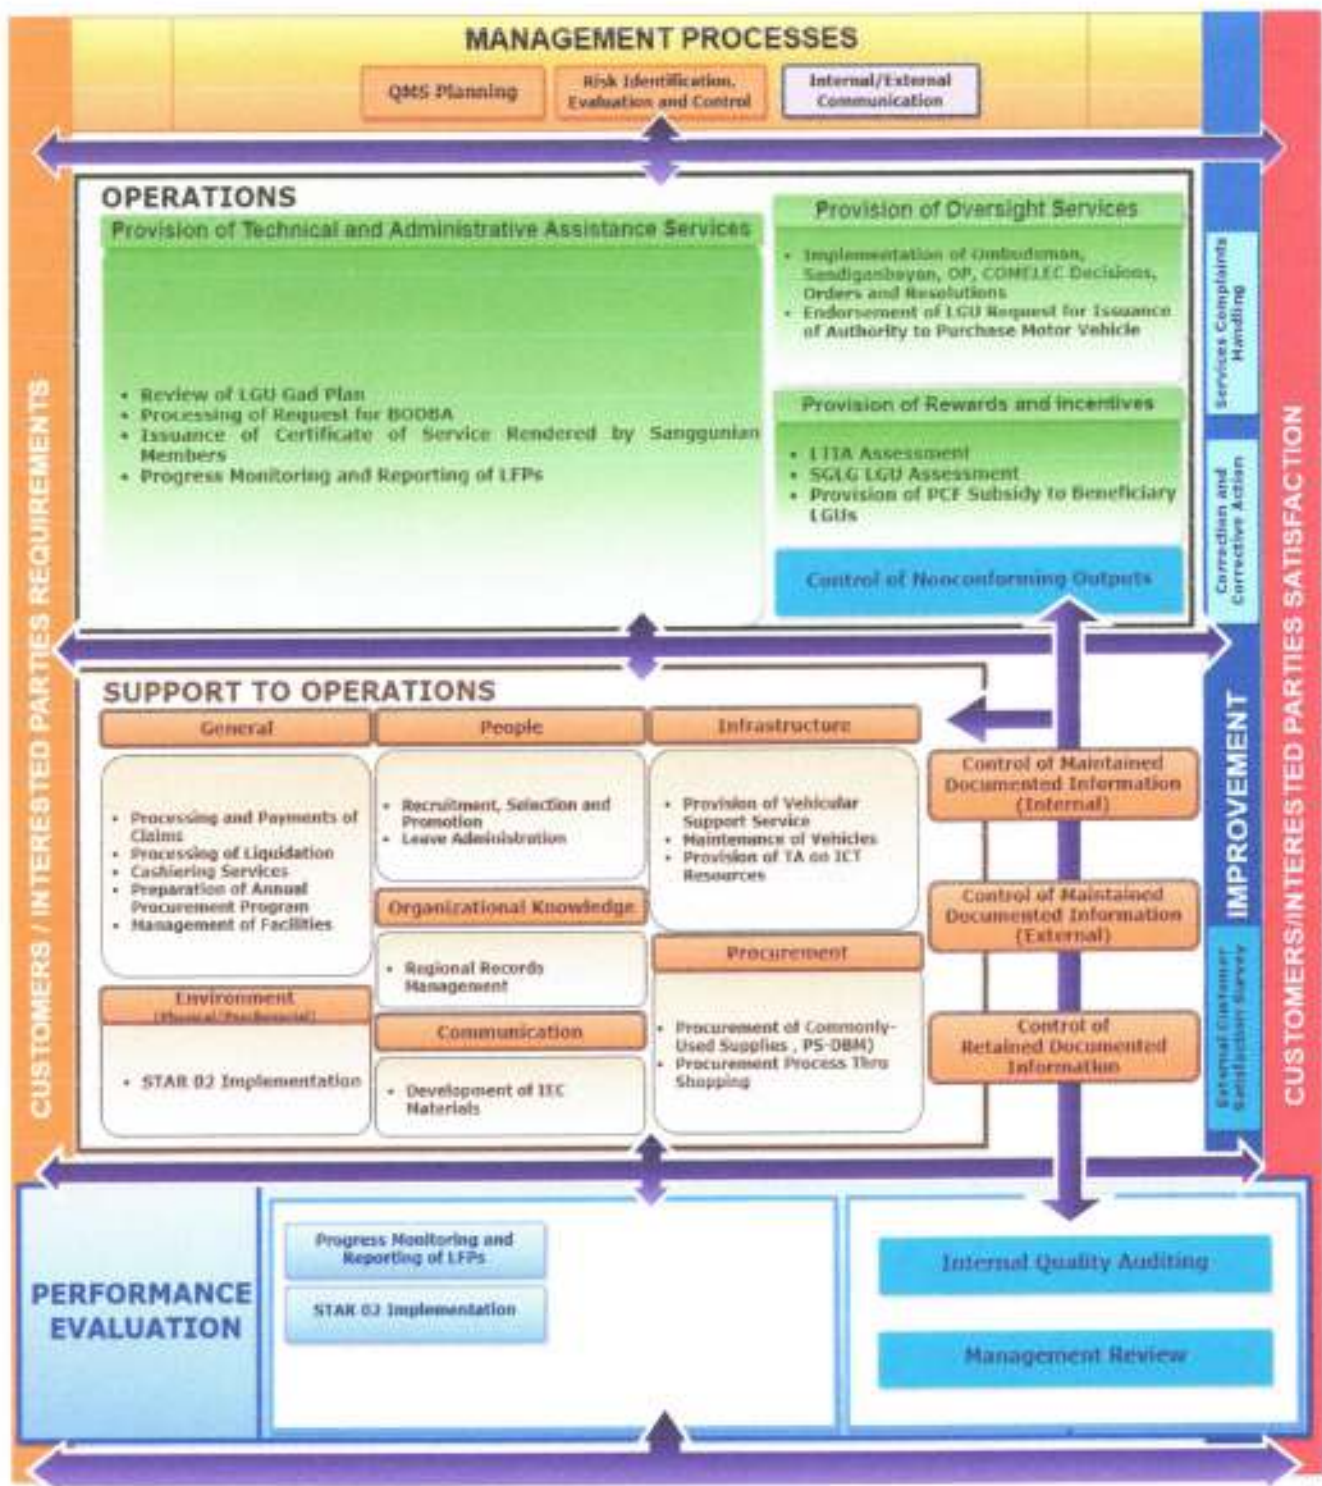 MANAGEMENT PROCESSES
QMS Planning
Risk Identification,
Evaluation and Control
Internal/External
Communication
CUSTOMERS / INTERESTED PARTIES REQUIREMENTS
OPERATIONS
Provision of Technical and Administrative Assistance Services
• Review of LGU Gad Plan
• Processing of Request for BODBA
• Issuance of Certificate of Service Rendered by Sanggunian
Members
• Progress Monitoring and Reporting of LFPs
Provision of Oversight Services
• Implementation of Ombudsman,
Sandiganbayan, OP, COMELEC Decisions,
Orders and Resolutions
• Endorsement of LGU Request for Issuance
of Authority to Purchase Motor Vehicle
Provision of Rewards and Incentives
• LTIA Assessment
• SGLG LGU Assessment
• Provision of PCF Subsidy to Beneficiary
LGUs
Control of Nonconforming Outputs
SUPPORT TO OPERATIONS
General
• Processing and Payments of
Claims
• Processing of Liquidation
• Cashiering Services
• Preparation of Annual
Procurement Program
• Management of Facilities
Environment
(Physical/Psychosocial)
• STAR 02 Implementation
People
• Recruitment, Selection and
Promotion
• Leave Administration
Organizational Knowledge
• Regional Records
Management
Communication
• Development of IEC
Materials
Infrastructure
• Provision of Vehicular
Support Service
• Maintenance of Vehicles
• Provision of TA on ICT
Resources
Procurement
• Procurement of Commonly-
Used Supplies , PS-DBM)
• Procurement Process Thru
Shopping
Control of Maintained
Documented Information
(Internal)
Control of Maintained
Documented Information
(External)
Control of
Retained Documented
Information
Services Complaints
Handling
Correction and
Corrective Action
IMPROVEMENT
External Customer
Satisfaction Survey
CUSTOMERS/INTERESTED PARTIES SATISFACTION
PERFORMANCE
EVALUATION
Progress Monitoring and
Reporting of LFPs
STAR 02 Implementation
Internal Quality Auditing
Management Review